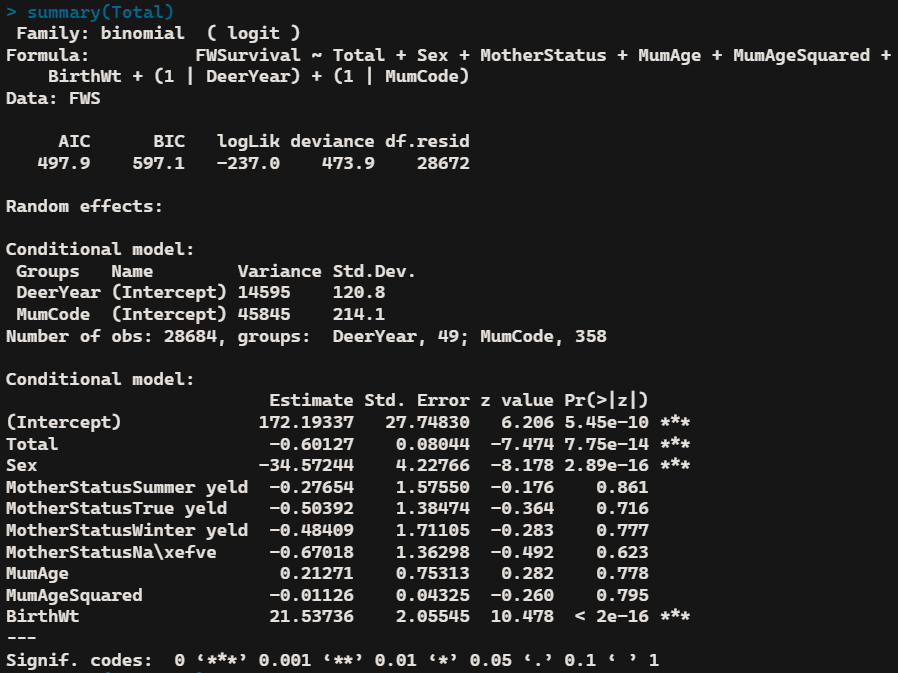 > summary(Total)
 Family: binomial  ( logit )
Formula:          FWSurvival ~ Total + Sex + MotherStatus + MumAge + MumAgeSquared +
    BirthWt + (1 | DeerYear) + (1 | MumCode)
Data: FWS
     AIC      BIC   logLik deviance df.resid
   497.9    597.1   -237.0    473.9    28672
Random effects:
Conditional model:
 Groups   Name        Variance Std.Dev.
 DeerYear (Intercept) 14595    120.8
 MumCode  (Intercept) 45845    214.1
Number of obs: 28684, groups:  DeerYear, 49; MumCode, 358
Conditional model:
                         Estimate Std. Error z value Pr(>|z|)
(Intercept)             172.19337   27.74830   6.206 5.45e-10 ***
Total                    -0.60127    0.08044  -7.474 7.75e-14 ***
Sex                     -34.57244    4.22766  -8.178 2.89e-16 ***
MotherStatusSummer yeld  -0.27654    1.57550  -0.176    0.861
MotherStatusTrue yeld    -0.50392    1.38474  -0.364    0.716
MotherStatusWinter yeld  -0.48409    1.71105  -0.283    0.777
MotherStatusNa\xefve     -0.67018    1.36298  -0.492    0.623
MumAge                    0.21271    0.75313   0.282    0.778
MumAgeSquared            -0.01126    0.04325  -0.260    0.795
BirthWt                  21.53736    2.05545  10.478  < 2e-16 ***
---
Signif. codes:  0 ‘***’ 0.001 ‘**’ 0.01 ‘*’ 0.05 ‘.’ 0.1 ‘ ’ 1